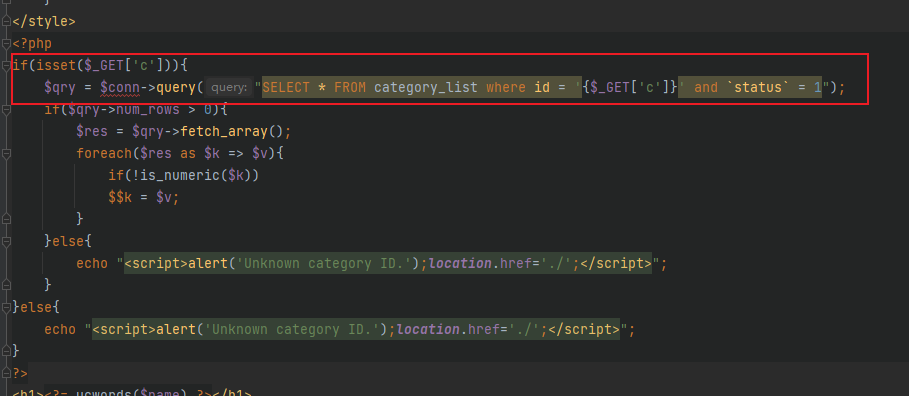 }
</style>
<?php
if(isset($_GET['c'])){
$qry = $conn->query( query: "SELECT * FROM category_list where id = '{$_GET['c']}' and `status` = 1");
if($qry->num_rows > 0){
$res = $qry->fetch_array();
foreach($res as $k => $v){
if(!is_numeric($k))
$$k = $v;
}
}else{
echo "<script>alert('Unknown category ID.');location.href='./';</script>";
}
}else{
echo "<script>alert('Unknown category ID.');location.href='./';</script>";
}
?>
<h1><?= ucwords($name) ?></h1>